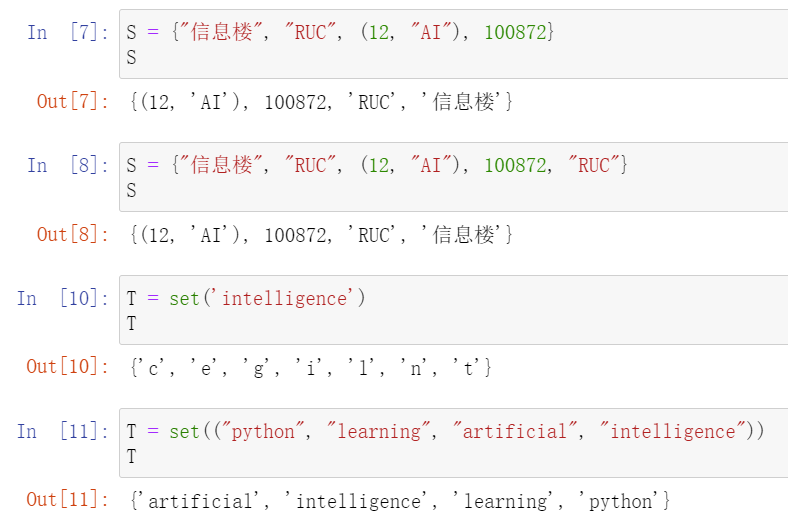 In [7]: S = {"信息楼", "RUC", (12, "AI"), 100872}
S
Out[7]: {(12, 'AI'), 100872, 'RUC', '信息楼'}
In [8]: S = {"信息楼", "RUC", (12, "AI"), 100872, "RUC"}
S
Out[8]: {(12, 'AI'), 100872, 'RUC', '信息楼'}
In [10]: T = set('intelligence')
T
Out[10]: {'c', 'e', 'g', 'i', 'l', 'n', 't'}
In [11]: T = set(("python", "learning", "artificial", "intelligence"))
T
Out[11]: {'artificial', 'intelligence', 'learning', 'python'}